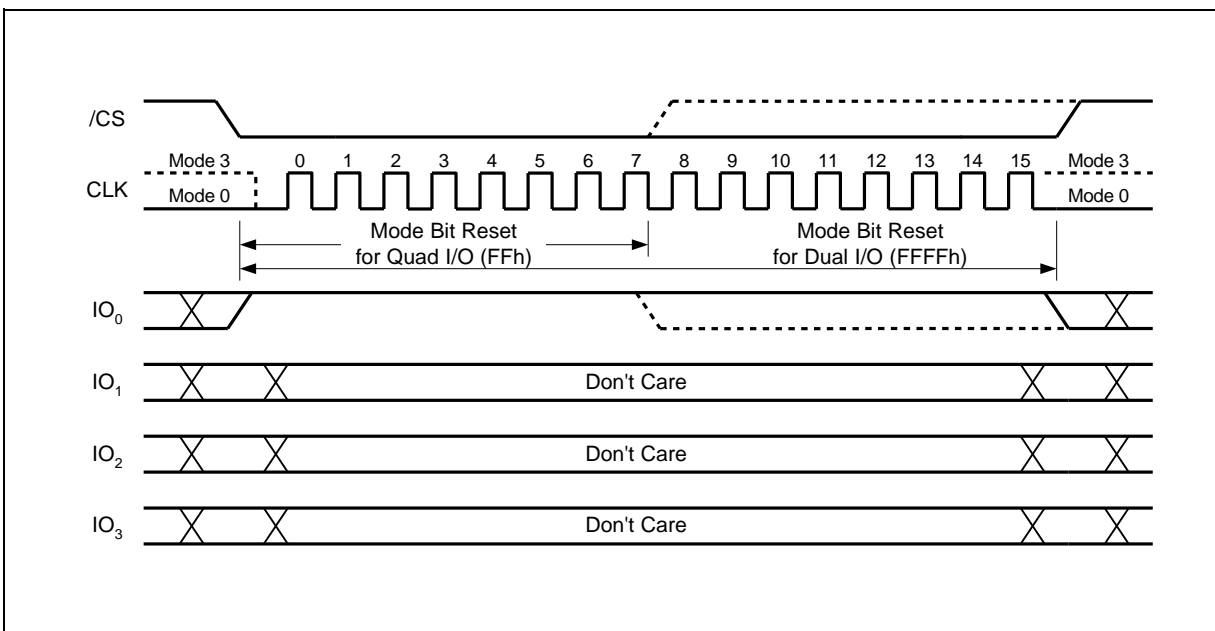 /CS
Mode 3 0 1 2 3 4 5 6 7 8 9 10 11 12 13 14 15 Mode 3
CLK
Mode 0 Mode 0
Mode Bit Reset Mode Bit Reset
for Quad I/O (FFh) for Dual I/O (FFFFh)
IO0
IO1 Don't Care
IO2 Don't Care
IO3 Don't Care